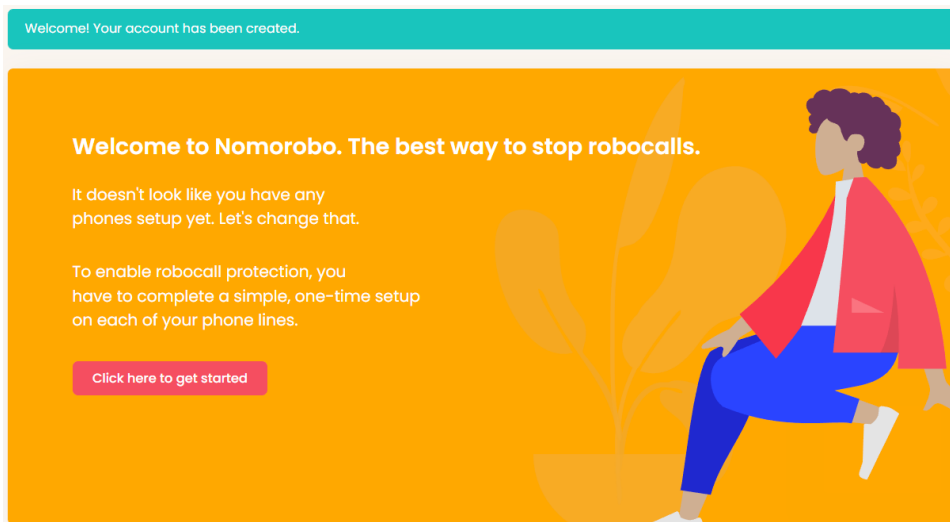 Welcome! Your account has been created.
Welcome to Nomorobo. The best way to stop robocalls.
It doesn't look like you have any
phones setup yet. Let's change that.
To enable robocall protection, you
have to complete a simple, one-time setup
on each of your phone lines.
Click here to get started